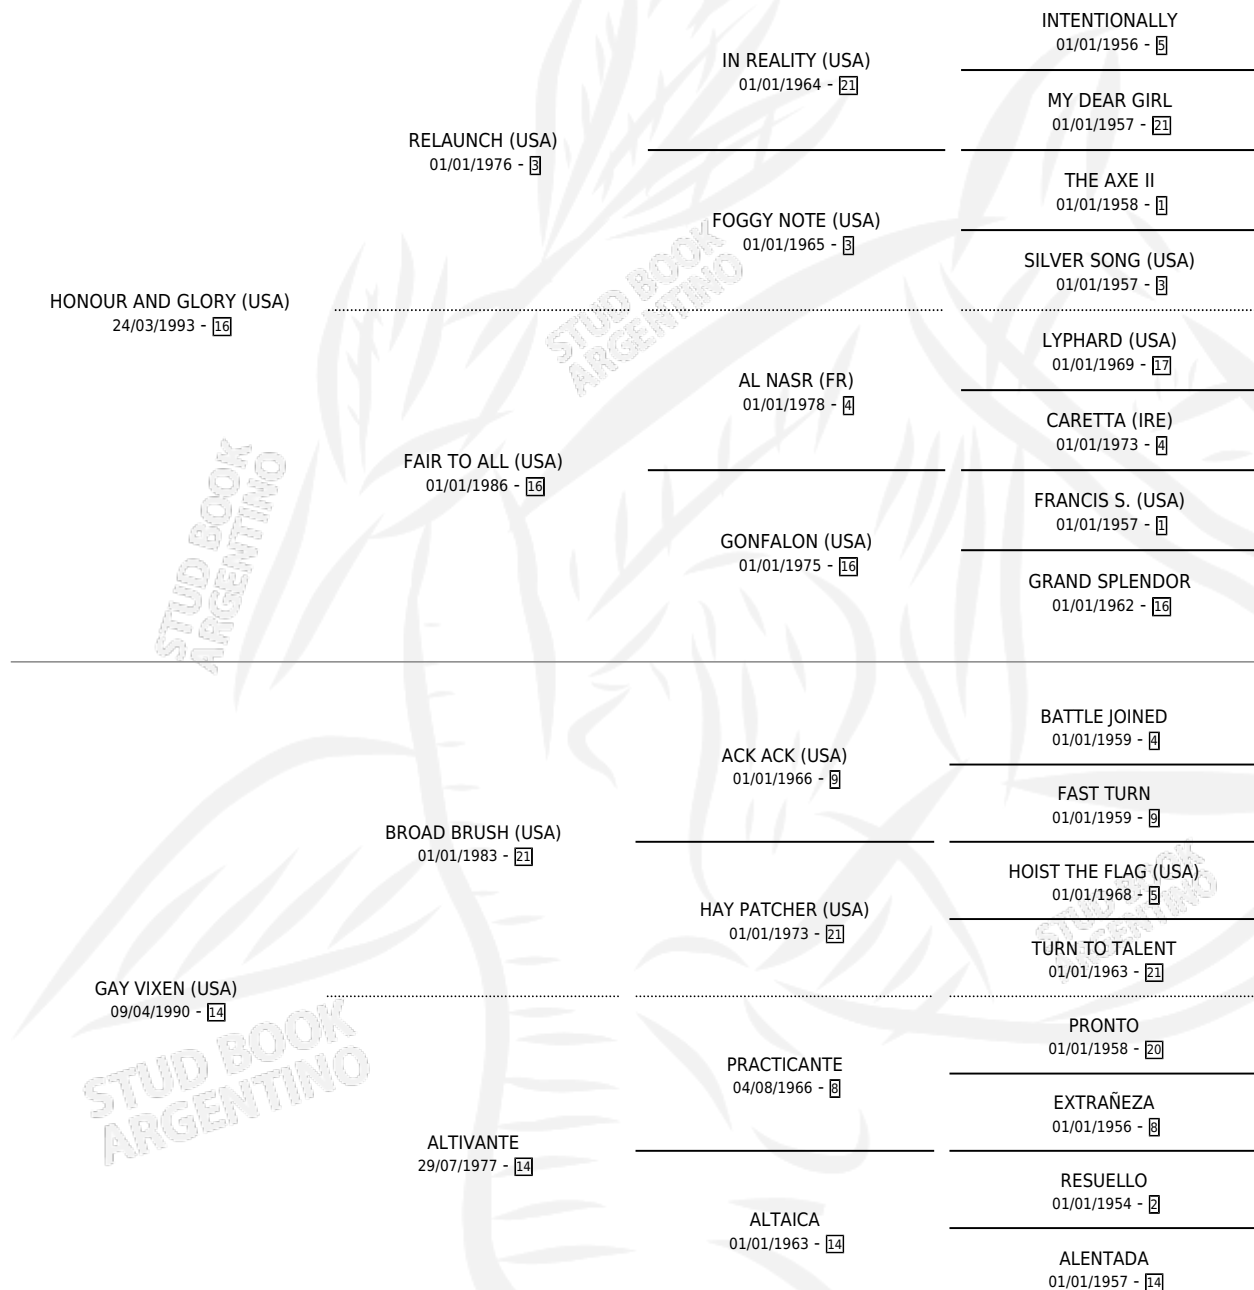 INTENTIONALLY
01/01/1956 - 5
IN REALITY (USA)
01/01/1964 - 21
MY DEAR GIRL
01/01/1957 - 21
RELAUNCH (USA)
01/01/1976 - 3
THE AXE II
01/01/1958 - 1
FOGGY NOTE (USA)
01/01/1965 - 3
SILVER SONG (USA)
01/01/1957 - 3
HONOUR AND GLORY (USA)
24/03/1993 - 16
LYPHARD (USA)
01/01/1969 - 17
AL NASR (FR)
01/01/1978 - 4
CARETTA (IRE)
01/01/1973 - 4
FAIR TO ALL (USA)
01/01/1986 - 16
FRANCIS S. (USA)
01/01/1957 - 1
GONFALON (USA)
01/01/1975 - 16
GRAND SPLENDOR
01/01/1962 - 16
BATTLE JOINED
01/01/1959 - 4
ACK ACK (USA)
01/01/1966 - 9
FAST TURN
01/01/1959 - 9
BROAD BRUSH (USA)
01/01/1983 - 21
HOIST THE FLAG (USA)
01/01/1968 - 5
HAY PATCHER (USA)
01/01/1973 - 21
TURN TO TALENT
01/01/1963 - 21
GAY VIXEN (USA)
09/04/1990 - 14
PRONTO
01/01/1958 - 20
PRACTICANTE
04/08/1966 - 8
EXTRAÑEZA
01/01/1956 - 8
ALTIVANTE
29/07/1977 - 14
RESUELLO
01/01/1954 - 2
ALTAICA
01/01/1963 - 14
ALENTADA
01/01/1957 - 14
STUD BOOK
ARGENTINO
STUD BOOK
ARGENTINO
STUD BOOK
ARGENTINO
STUD BOOK
ARGENTINO